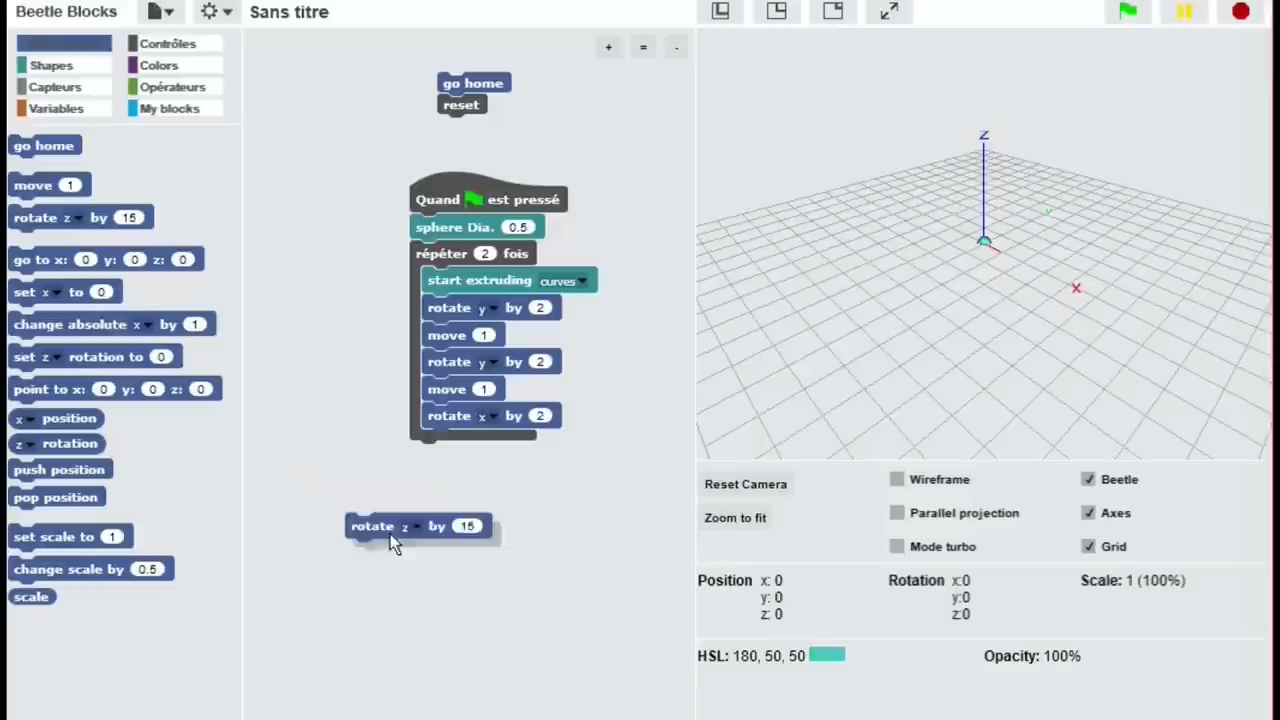 Beetle Blocks
Sans titre
Contrôles
Shapes
Colors
Capteurs
Opérateurs
Variables
My blocks
+ = -
go home
move 1
rotate z by 15
go to x: 0 y: 0 z: 0
set x to 0
change absolute x by 1
set z rotation to 0
point to x: 0 y: 0 z: 0
x position
z rotation
push position
pop position
set scale to 1
change scale by 0.5
scale
go home
reset
Quand est pressé
sphere Dia. 0.5
répéter 2 fois
start extruding curves
rotate y by 2
move 1
rotate y by 2
move 1
rotate x by 2
rotate z by 15
Z
Y
X
Reset Camera
Wireframe
Beetle
Zoom to fit
Parallel projection
Axes
Mode turbo
Grid
Position x: 0
y: 0
z: 0
Rotation x:0
y:0
z:0
Scale: 1 (100%)
HSL: 180, 50, 50
Opacity: 100%